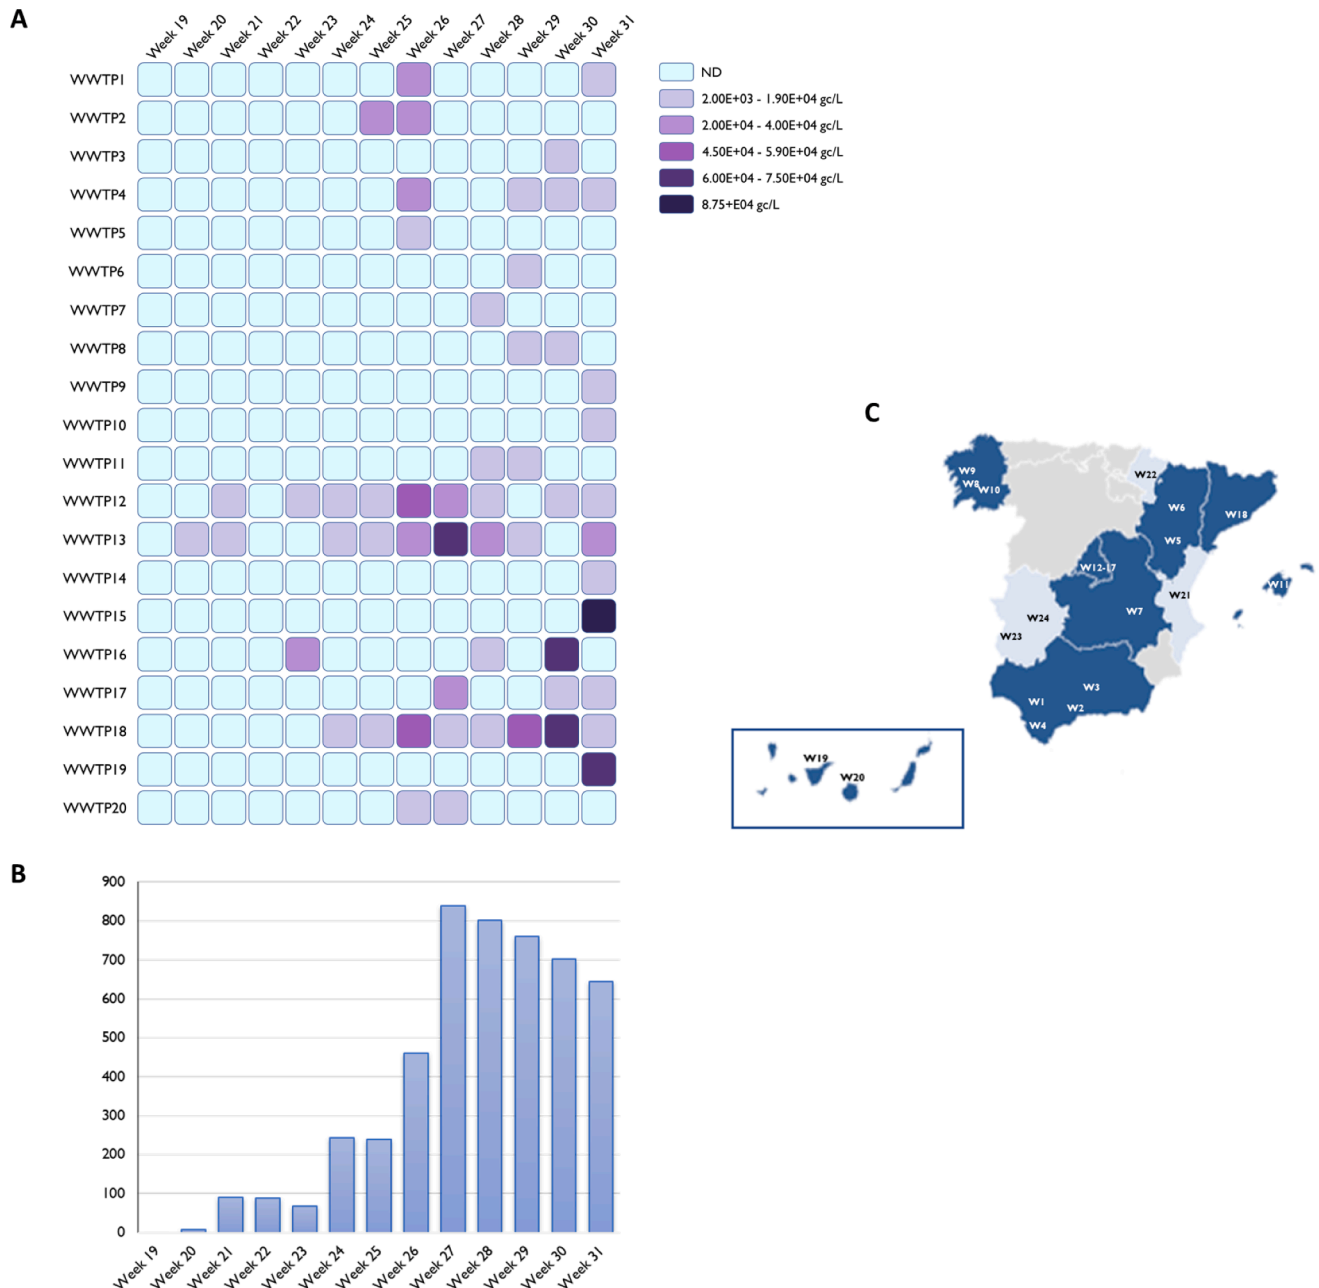 A
Week 19
Week 20
Week 21
Week 22
Week 23
Week 24
Week 25
Week 26
Week 27
Week 28
Week 29
Week 30
Week 31
WWTP1
WWTP2
WWTP3
WWTP4
WWTP5
WWTP6
WWTP7
WWTP8
WWTP9
WWTP10
WWTP11
WWTP12
WWTP13
WWTP14
WWTP15
WWTP16
WWTP17
WWTP18
WWTP19
WWTP20
ND
2.00E+03 - 1.90E+04 gc/L
2.00E+04 - 4.00E+04 gc/L
4.50E+04 - 5.90E+04 gc/L
6.00E+04 - 7.50E+04 gc/L
8.75+E04 gc/L
C
W9
W8
W10
W22
W6
W18
W5
W12-17
W11
W21
W7
W24
W23
W3
W1
W2
W4
W19
W20
B
900
800
700
600
500
400
300
200
100
0
Week 19
Week 20
Week 21
Week 22
Week 23
Week 24
Week 25
Week 26
Week 27
Week 28
Week 29
Week 30
Week 31